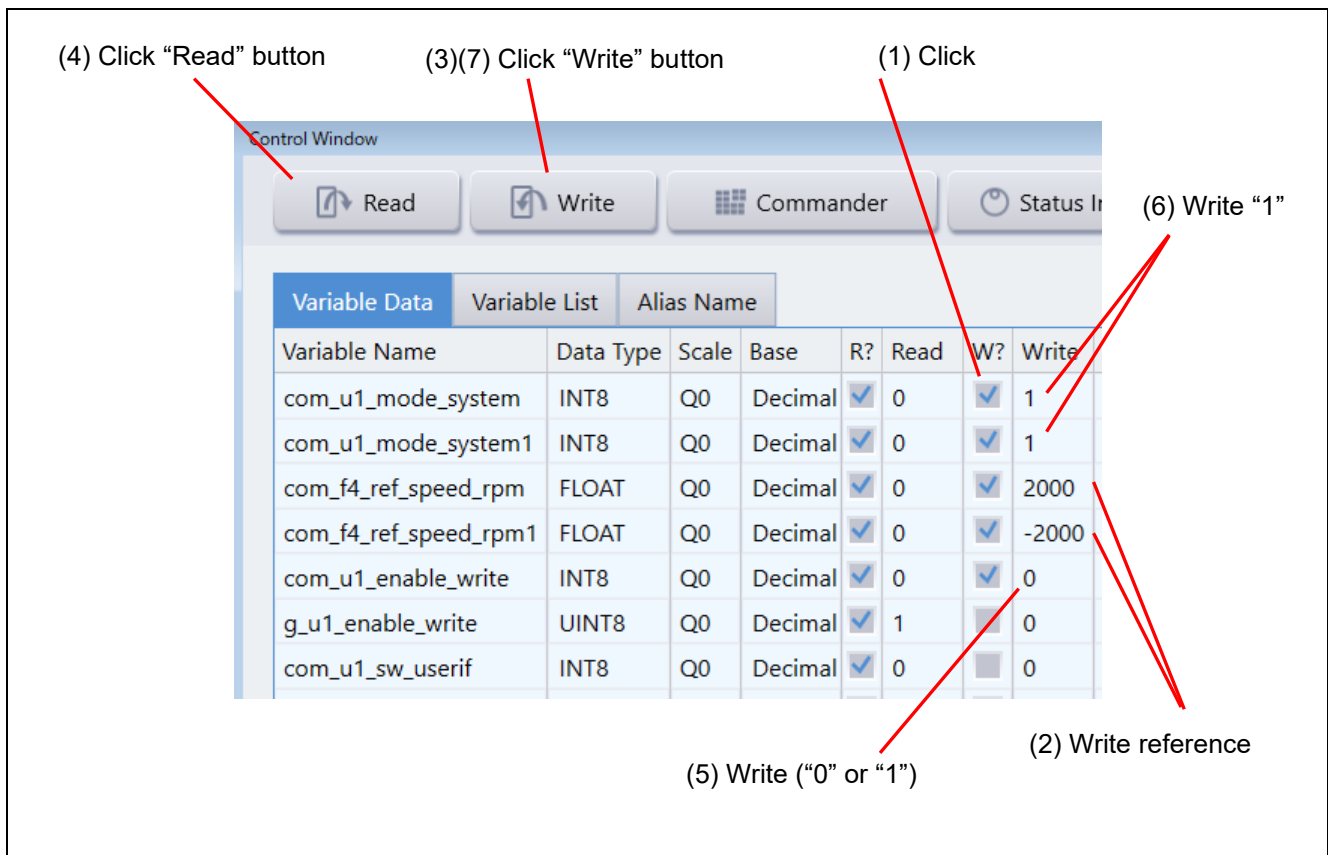 (4) Click “Read” button (3)(7) Click “Write” button (1) Click
Control Window
Read Write Commander Status I
(6) Write “1”
Variable Data Variable List Alias Name
Variable Name Data Type Scale Base R? Read W? Write
com_u1_mode_system INT8 Q0 Decimal 0 1
com_u1_mode_system1 INT8 Q0 Decimal 0 1
com_f4_ref_speed_rpm FLOAT Q0 Decimal 0 2000
com_f4_ref_speed_rpm1 FLOAT Q0 Decimal 0 -2000
com_u1_enable_write INT8 Q0 Decimal 0 0
g_u1_enable_write UINT8 Q0 Decimal 1 0
com_u1_sw_userif INT8 Q0 Decimal 0 0
(2) Write reference
(5) Write (“0” or “1”)